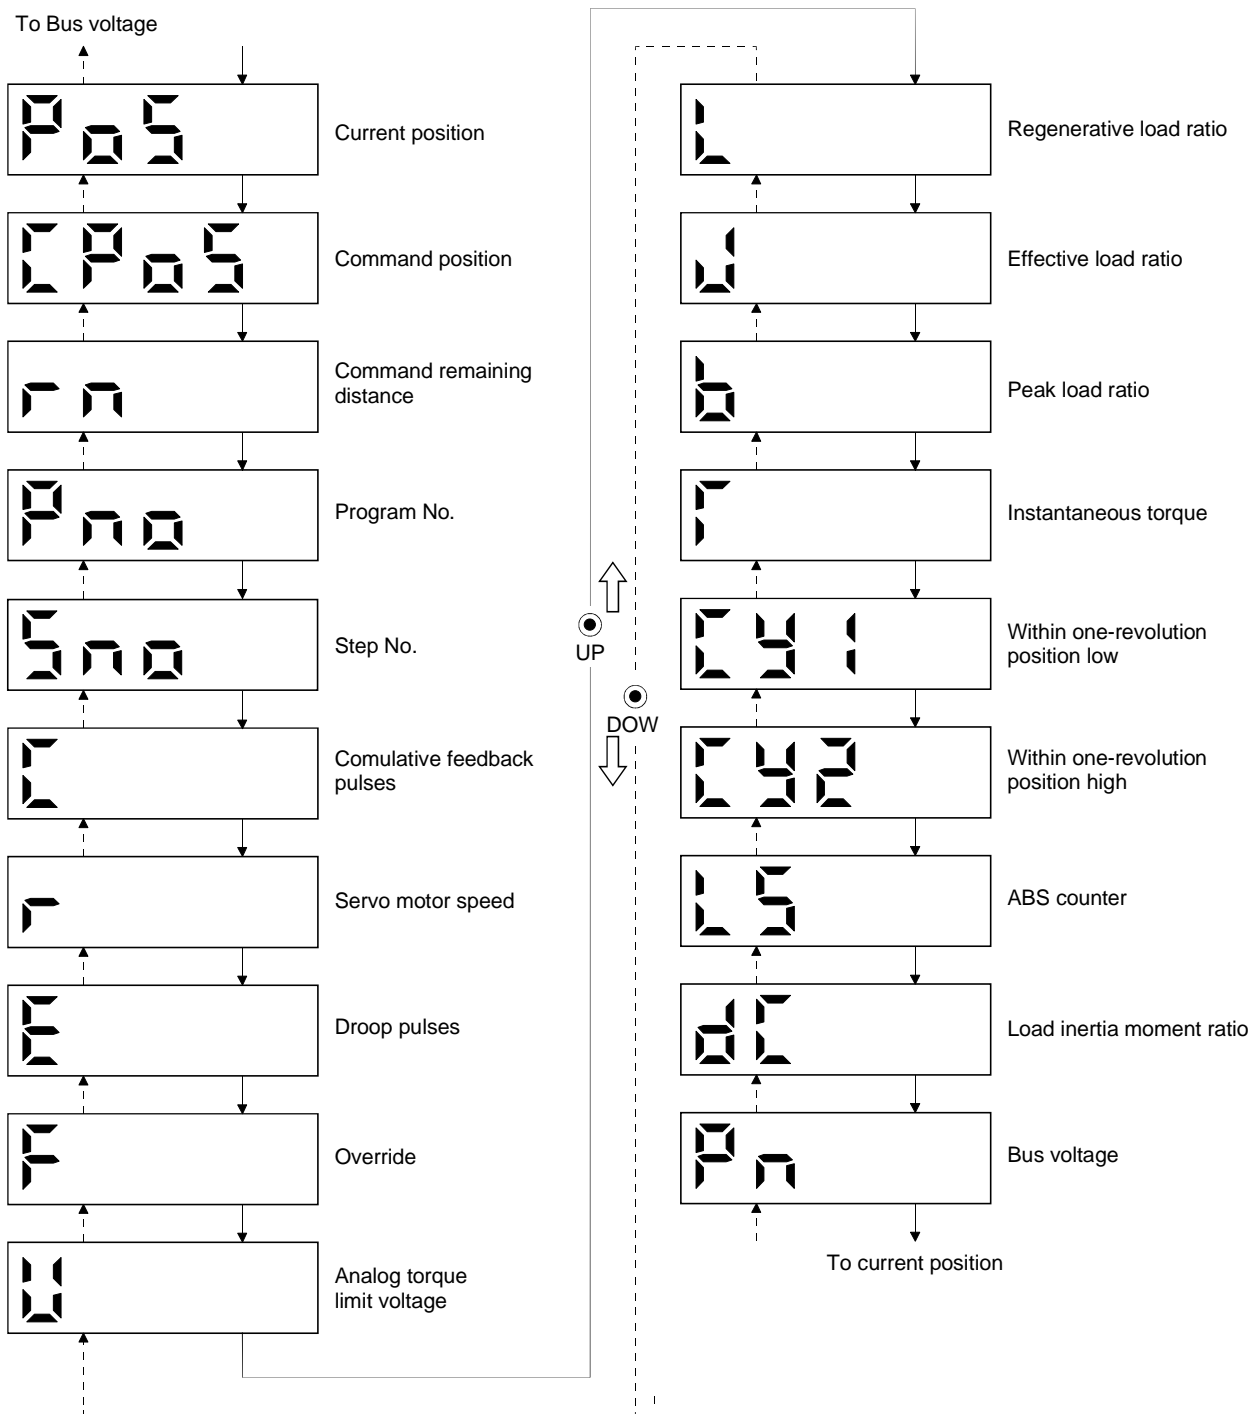 To Bus voltage
PoS
Current position
CPoS
Command position
rn
Command remaining
distance
Pno
Program No.
Sno
Step No.
C
Comulative feedback
pulses
r
Servo motor speed
E
Droop pulses
F
Override
U
Analog torque
limit voltage
UP
DOW
L
Regenerative load ratio
J
Effective load ratio
b
Peak load ratio
T
Instantaneous torque
Cy1
Within one-revolution
position low
Cy2
Within one-revolution
position high
LS
ABS counter
dC
Load inertia moment ratio
Pn
Bus voltage
To current position